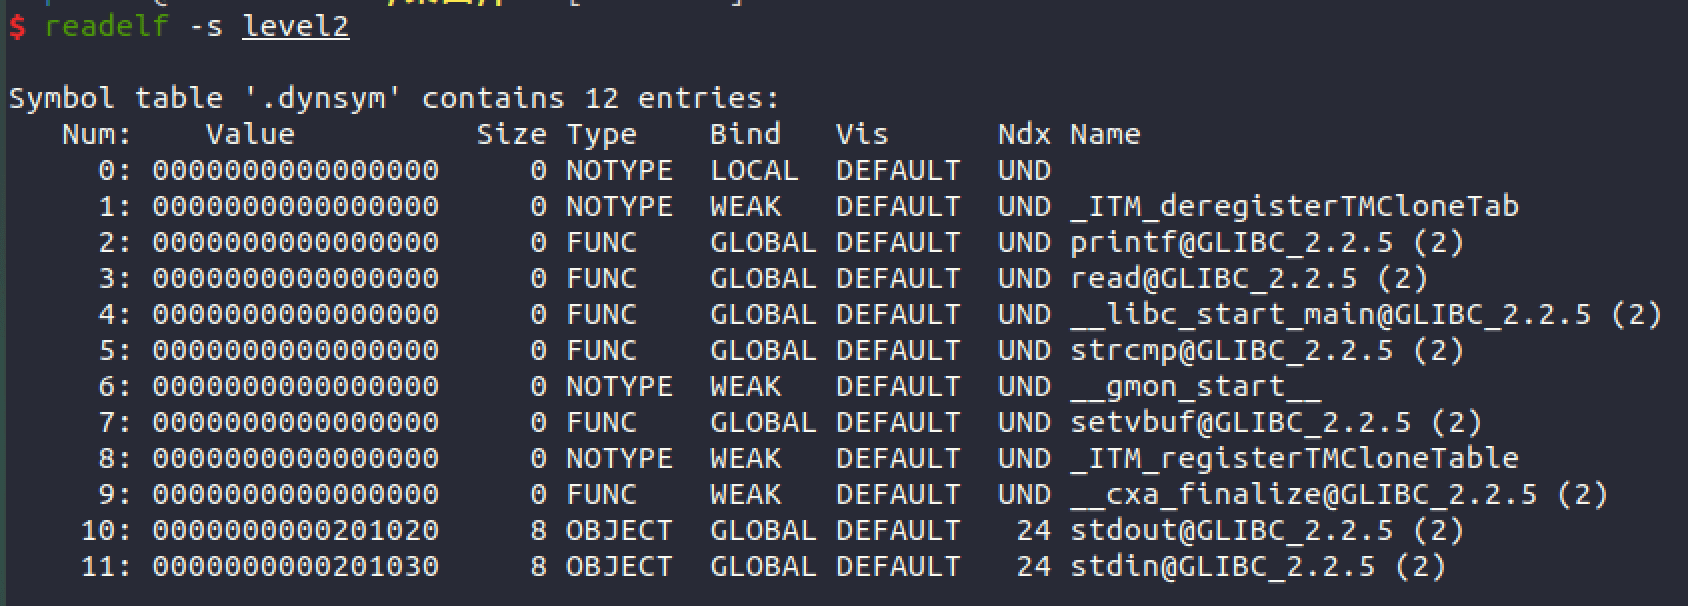 $ readelf -s level2
Symbol table '.dynsym' contains 12 entries:
Num: Value Size Type Bind Vis Ndx Name
0: 0000000000000000 0 NOTYPE LOCAL DEFAULT UND
1: 0000000000000000 0 NOTYPE WEAK DEFAULT UND _ITM_deregisterTMCloneTab
2: 0000000000000000 0 FUNC GLOBAL DEFAULT UND printf@GLIBC_2.2.5 (2)
3: 0000000000000000 0 FUNC GLOBAL DEFAULT UND read@GLIBC_2.2.5 (2)
4: 0000000000000000 0 FUNC GLOBAL DEFAULT UND __libc_start_main@GLIBC_2.2.5 (2)
5: 0000000000000000 0 FUNC GLOBAL DEFAULT UND strcmp@GLIBC_2.2.5 (2)
6: 0000000000000000 0 NOTYPE WEAK DEFAULT UND __gmon_start__
7: 0000000000000000 0 FUNC GLOBAL DEFAULT UND setvbuf@GLIBC_2.2.5 (2)
8: 0000000000000000 0 NOTYPE WEAK DEFAULT UND _ITM_registerTMCloneTable
9: 0000000000000000 0 FUNC WEAK DEFAULT UND __cxa_finalize@GLIBC_2.2.5 (2)
10: 0000000000201020 8 OBJECT GLOBAL DEFAULT 24 stdout@GLIBC_2.2.5 (2)
11: 0000000000201030 8 OBJECT GLOBAL DEFAULT 24 stdin@GLIBC_2.2.5 (2)